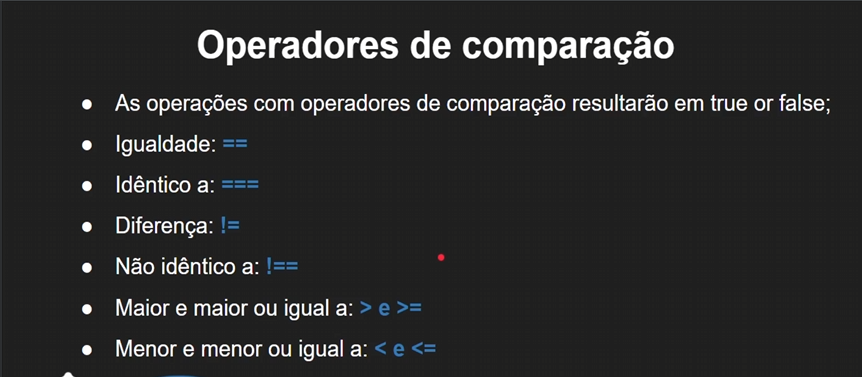 Operadores de comparação
● As operações com operadores de comparação resultarão em true or false;
● Igualdade: ==
● Idêntico a: ===
● Diferença: !=
● Não idêntico a: !==
● Maior e maior ou igual a: > e >=
● Menor e menor ou igual a: < e <=